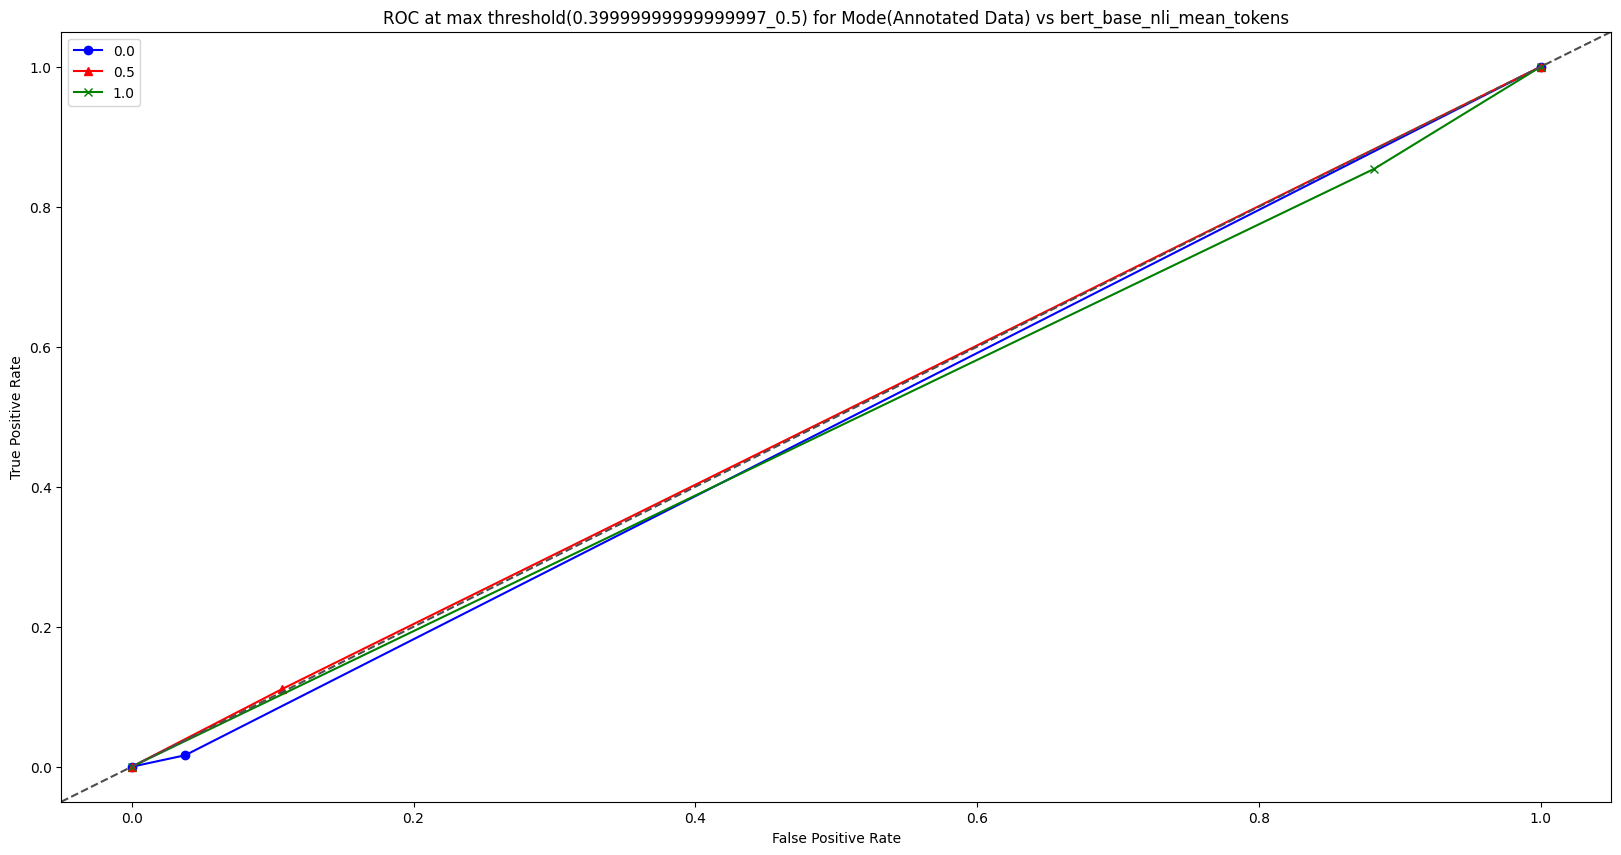 ROC at max threshold(0.39999999999999997_0.5) for Mode(Annotated Data) vs bert_base_nli_mean_tokens
0.0
0.5
1.0
1.0
0.8
0.6
0.4
0.2
0.0
True Positive Rate
0.0 0.2 0.4 0.6 0.8 1.0
False Positive Rate